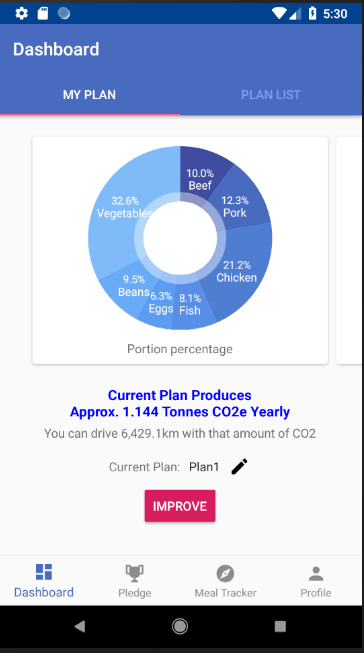 5:30
Dashboard
MY PLAN
PLAN LIST
10.0%
Beef
12.3%
Pork
21.2%
Chicken
8.1%
Fish
6.3%
Eggs
9.5%
Beans
32.6%
Vegetables
Portion percentage
Current Plan Produces
Approx. 1.144 Tonnes CO2e Yearly
You can drive 6,429.1km with that amount of CO2
Current Plan: Plan1
IMPROVE
Dashboard
Pledge
Meal Tracker
Profile